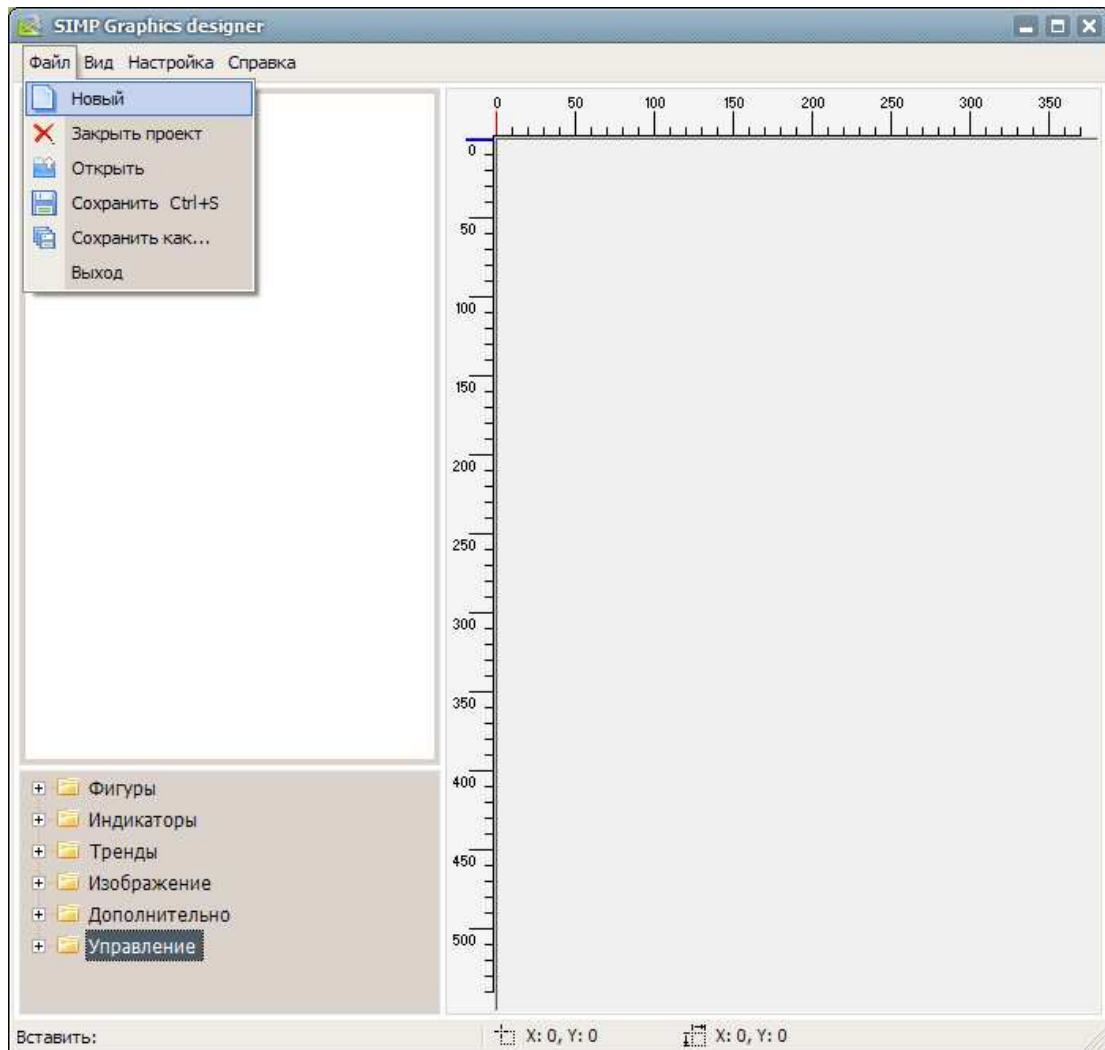 SIMP Graphics designer
Файл Вид Настройка Справка
Новый
Закрыть проект
Открыть
Сохранить Ctrl+S
Сохранить как...
Выход
0 50 100 150 200 250 300 350
0
50
100
150
200
250
300
350
400
450
500
Фигуры
Индикаторы
Тренды
Изображение
Дополнительно
Управление
Вставить: X: 0, Y: 0 X: 0, Y: 0